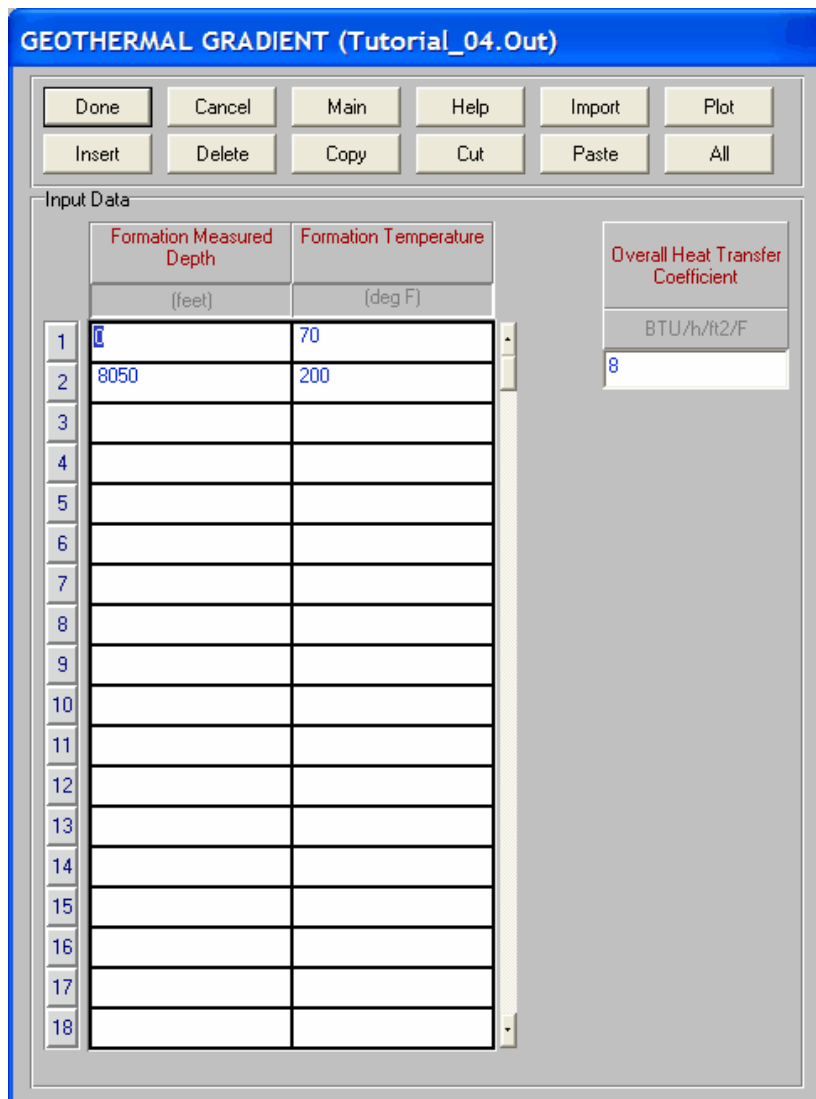 GEOTHERMAL GRADIENT (Tutorial_04.Out)
Done Cancel Main Help Import Plot
Insert Delete Copy Cut Paste All
Input Data
Formation Measured
Depth
Formation Temperature
Overall Heat Transfer
Coefficient
(feet) (deg F)
BTU/h/ft2/F
1 0 70
8
2 8050 200
3
4
5
6
7
8
9
10
11
12
13
14
15
16
17
18